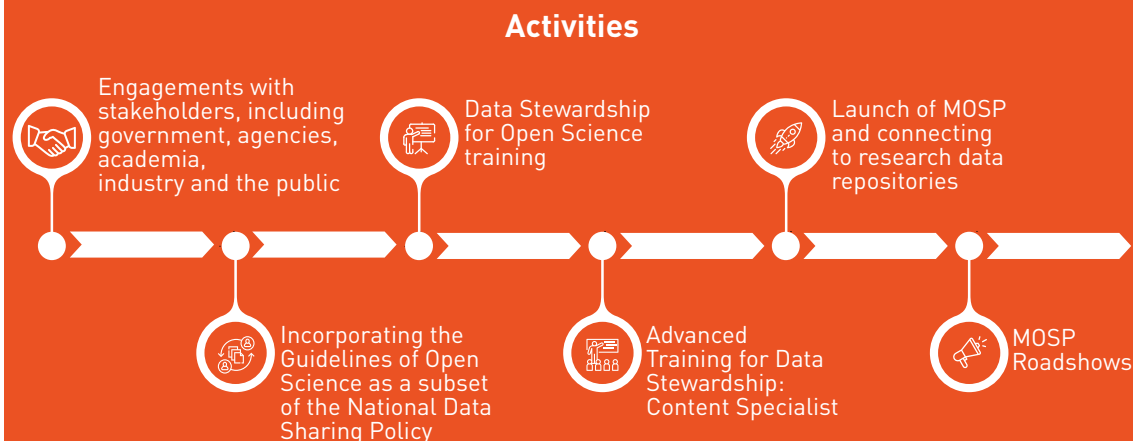 Activities
Engagements with
stakeholders, including
government, agencies,
academia,
industry and the public
Incorporating the
Guidelines of Open
Science as a subset
of the National Data
Sharing Policy
Data Stewardship
for Open Science
training
Advanced
Training for Data
Stewardship:
Content Specialist
Launch of MOSP
and connecting
to research data
repositories
MOSP
Roadshows